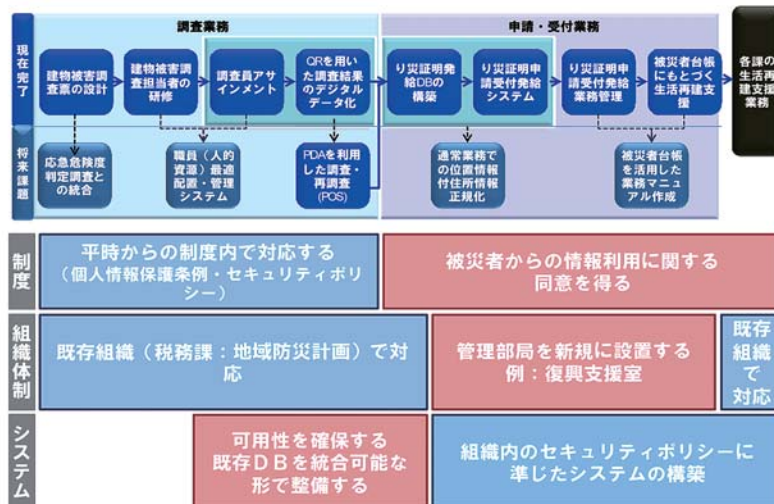 調査業務
申請・受付業務
現在完了
建物被害調
査票の設計
建物被害調
査担当者の
研修
調査員アサ
インメント
QRを用い
た調査結果
のデジタル
データ化
り災証明発
給DBの
構築
り災証明申
請受付発給
システム
り災証明申
請受付発給
業務管理
被災者台帳
にもとづく
生活再建支
援
各課の
生活再
建支援
業務
将来課題
応急危険度
判定調査と
の統合
職員（人的
資源）最適
配置・管理
システム
PDAを利用
した調査・
再調査
(POS)
通常業務で
の位置情報
付住所情報
正規化
被災者台帳
を活用した
業務マニュ
アル作成
制度
平時からの制度内で対応する
（個人情報保護条例・セキュリティポリ
シー）
被災者からの情報利用に関する
同意を得る
組織体制
既存組織（税務課：地域防災計画）で対
応
管理部局を新規に設置する
例：復興支援室
既存
組織
で
対応
システム
可用性を確保する
既存ＤＢを統合可能な
形で整備する
組織内のセキュリティポリシーに
準じたシステムの構築